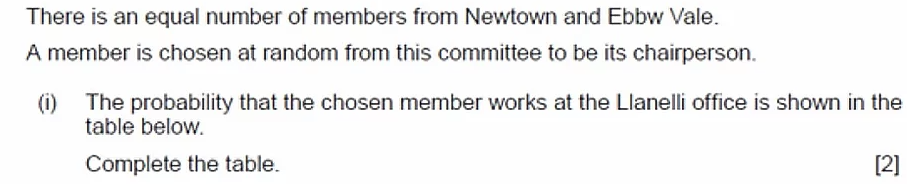 There is an equal number of members from Newtown and Ebbw Vale.
A member is chosen at random from this committee to be its chairperson.
(i) The probability that the chosen member works at the Llanelli office is shown in the
table below.
Complete the table. [2]